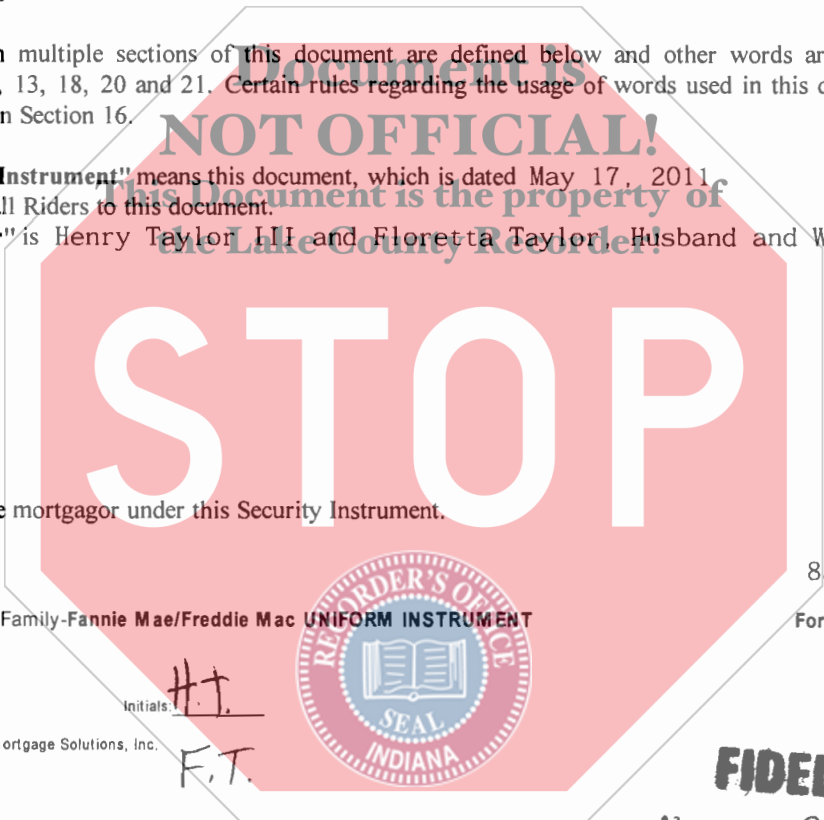 multiple sections of this document are defined below and other words
13, 18, 20 and 21. Certain rules regarding the usage of words used in this
Section 16.
Document is
NOT OFFICIAL!
This Document is the property of
the Lake County Recorder!
Instrument" means this document, which is dated May 17, 2011
Riders to this document.
is Henry Taylor III and Floretta Taylor, Husband and
STOP
mortgagor under this Security Instrument.
8
Family-Fannie Mae/Freddie Mac UNIFORM INSTRUMENT
RECORDER'S OFFICE
SEAL
INDIANA
Initials: H.T.
ortgage Solutions, Inc.
F.T.